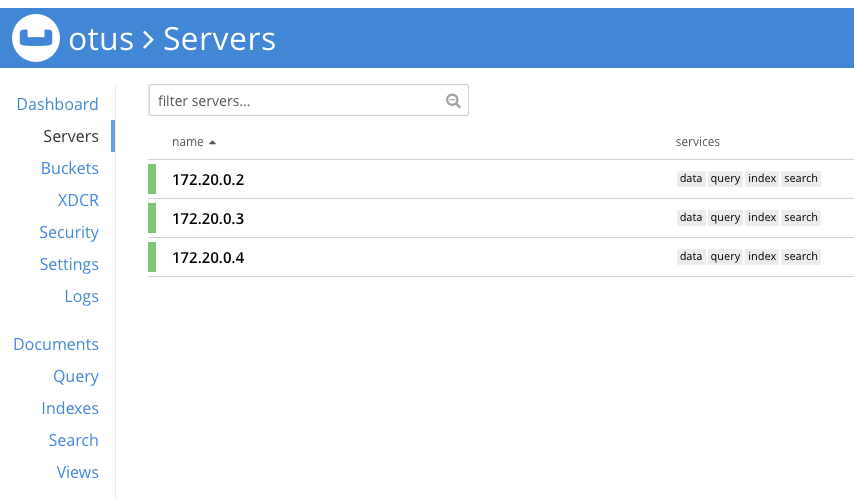 otus > Servers
Dashboard
Servers
Buckets
XDCR
Security
Settings
Logs
Documents
Query
Indexes
Search
Views
filter servers...
name services
172.20.0.2 data query index search
172.20.0.3 data query index search
172.20.0.4 data query index search